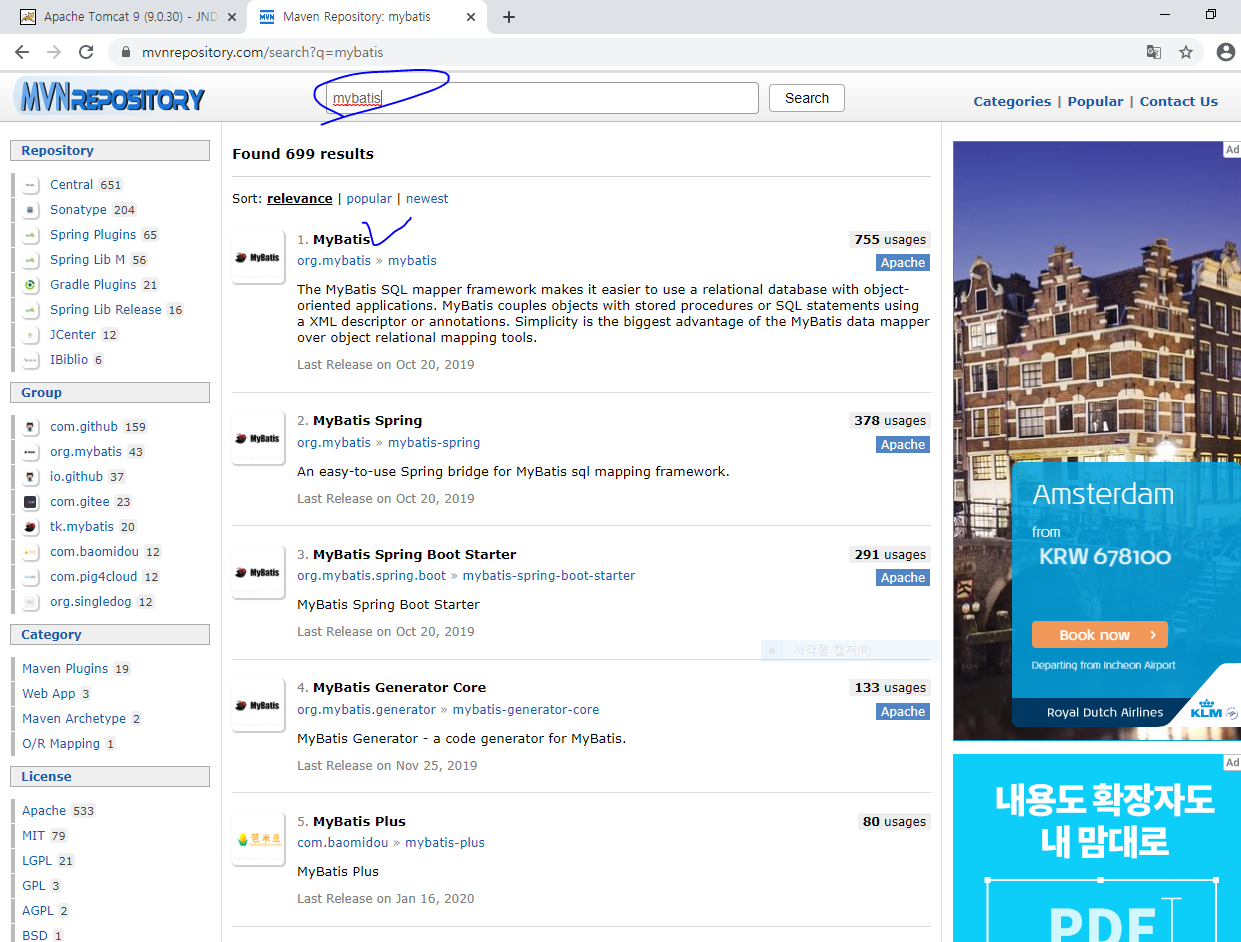 Apache Tomcat 9 (9.0.30) - JND
Maven Repository: mybatis
mvnrepository.com/search?q=mybatis
MVNREPOSITORY
mybatis
Search
Categories | Popular | Contact Us
Repository
Central 651
Sonatype 204
Spring Plugins 65
Spring Lib M 56
Gradle Plugins 21
Spring Lib Release 16
JCenter 12
IBiblio 6
Group
com.github 159
org.mybatis 43
io.github 37
com.gitee 23
tk.mybatis 20
com.baomidou 12
com.pig4cloud 12
org.singledog 12
Category
Maven Plugins 19
Web App 3
Maven Archetype 2
O/R Mapping 1
License
Apache 533
MIT 79
LGPL 21
GPL 3
AGPL 2
BSD 1
Found 699 results
Sort: relevance | popular | newest
MyBatis
1. MyBatis
755 usages
org.mybatis » mybatis
Apache
The MyBatis SQL mapper framework makes it easier to use a relational database with object-
oriented applications. MyBatis couples objects with stored procedures or SQL statements using
a XML descriptor or annotations. Simplicity is the biggest advantage of the MyBatis data mapper
over object relational mapping tools.
Last Release on Oct 20, 2019
MyBatis
2. MyBatis Spring
378 usages
org.mybatis » mybatis-spring
Apache
An easy-to-use Spring bridge for MyBatis sql mapping framework.
Last Release on Oct 20, 2019
MyBatis
3. MyBatis Spring Boot Starter
291 usages
org.mybatis.spring.boot » mybatis-spring-boot-starter
Apache
MyBatis Spring Boot Starter
Last Release on Oct 20, 2019
사각형 캡처(R)
MyBatis
4. MyBatis Generator Core
133 usages
org.mybatis.generator » mybatis-generator-core
Apache
MyBatis Generator - a code generator for MyBatis.
Last Release on Nov 25, 2019
5. MyBatis Plus
80 usages
com.baomidou » mybatis-plus
MyBatis Plus
Last Release on Jan 16, 2020
Ad
Amsterdam
from
KRW 678100
Book now
Departing from Incheon Airport
Royal Dutch Airlines
KLM
Ad
내용도 확장자도
내 맘대로
PDF